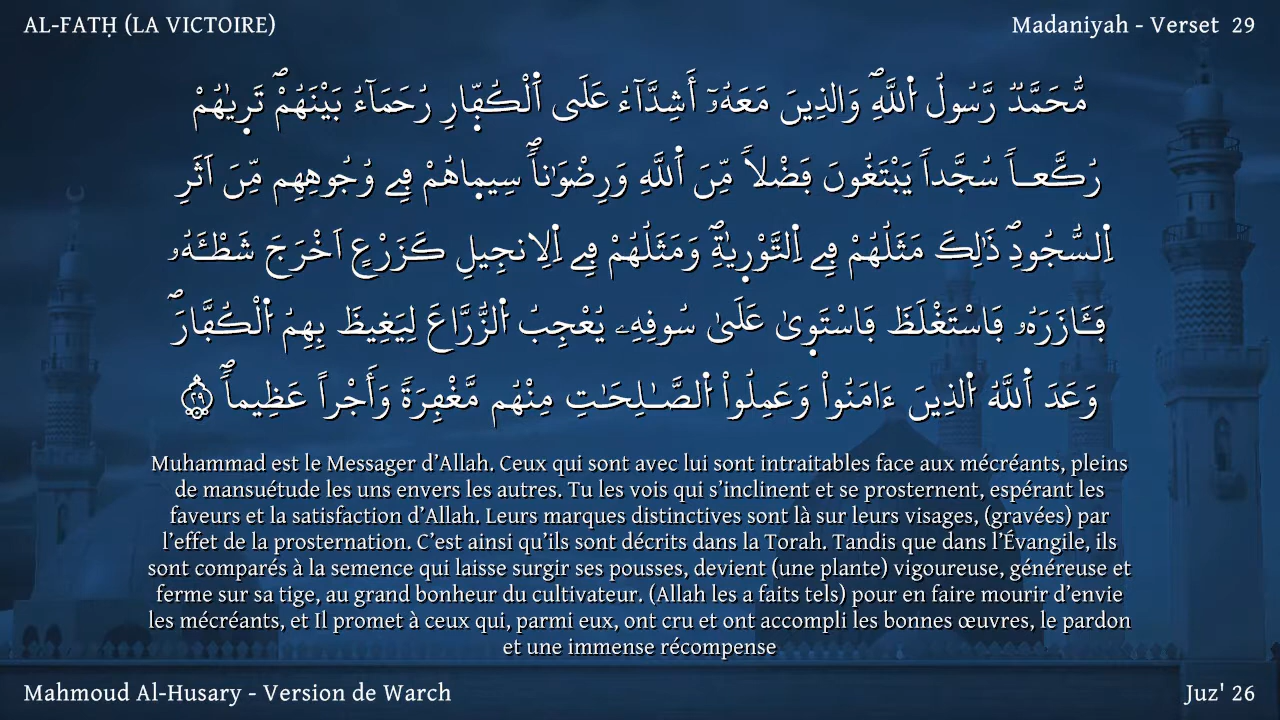 AL-FATḤ (LA VICTOIRE)
Madaniyah - Verset 29
مُّحَمَّدٌ رَّسُولُ اُ۬للَّهِۖ وَالذِينَ مَعَهُۥٓ أَشِدَّآءُ عَلَى اَ۬لْكُفّ۪ارِ رُحَمَآءُ بَيْنَهُمْۖ تَر۪يٰهُمْ
رُكَّعاٗ سُجَّداٗ يَبْتَغُونَ فَضْلاٗ مِّنَ اَ۬للَّهِ وَرِضْوَٰناٗۖ سِيم۪اهُمْ فِے وُجُوهِهِم مِّنَ اَثَرِ
اِ۬لسُّجُودِۖ ذَٰلِكَ مَثَلُهُمْ فِے اِ۬لتَّوْر۪يٰةِۖ وَمَثَلُهُمْ فِے اِ۬لِانجِيلِ كَزَرْعٍ اَخْرَجَ شَطْـَٔهُۥ
فَـَٔازَرَهُۥ فَاسْتَغْلَظَ فَاسْتَو۪يٰ عَلَىٰ سُوقِهِۦ يُعْجِبُ اُ۬لزُّرَّاعَ لِيَغِيظَ بِهِمُ اُ۬لْكُفَّارَۖ
وَعَدَ اَ۬للَّهُ اُ۬لذِينَ ءَامَنُواْ وَعَمِلُواْ اُ۬لصَّٰلِحَٰتِ مِنْهُم مَّغْفِرَةٗ وَأَجْراً عَظِيماٗۖ ٢٩
Muhammad est le Messager d’Allah. Ceux qui sont avec lui sont intraitables face aux mécréants, pleins
de mansuétude les uns envers les autres. Tu les vois qui s’inclinent et se prosternent, espérant les
faveurs et la satisfaction d’Allah. Leurs marques distinctives sont là sur leurs visages, (gravées) par
l’effet de la prosternation. C’est ainsi qu’ils sont décrits dans la Torah. Tandis que dans l’Évangile, ils
sont comparés à la semence qui laisse surgir ses pousses, devient (une plante) vigoureuse, généreuse et
ferme sur sa tige, au grand bonheur du cultivateur. (Allah les a faits tels) pour en faire mourir d’envie
les mécréants, et Il promet à ceux qui, parmi eux, ont cru et ont accompli les bonnes œuvres, le pardon
et une immense récompense
Mahmoud Al-Husary - Version de Warch
Juz' 26